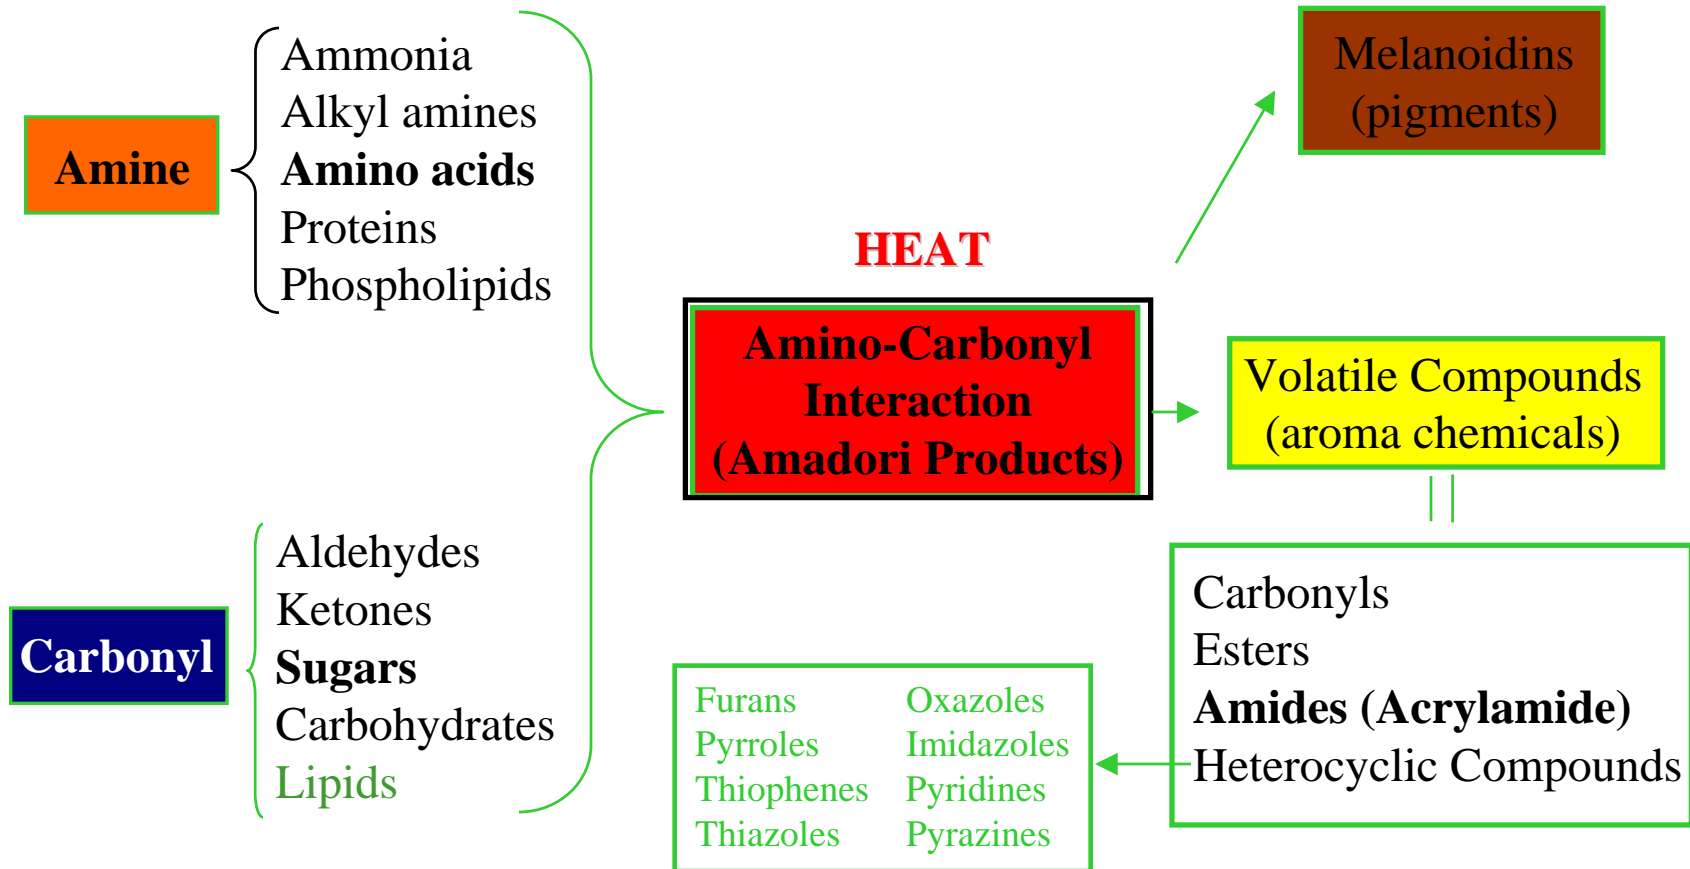 Amine
Ammonia
Alkyl amines
Amino acids
Proteins
Phospholipids
Carbonyl
Aldehydes
Ketones
Sugars
Carbohydrates
Lipids
HEAT
Amino-Carbonyl
Interaction
(Amadori Products)
Melanoidins
(pigments)
Volatile Compounds
(aroma chemicals)
Carbonyls
Esters
Amides (Acrylamide)
Heterocyclic Compounds
Furans Oxazoles
Pyrroles Imidazoles
Thiophenes Pyridines
Thiazoles Pyrazines